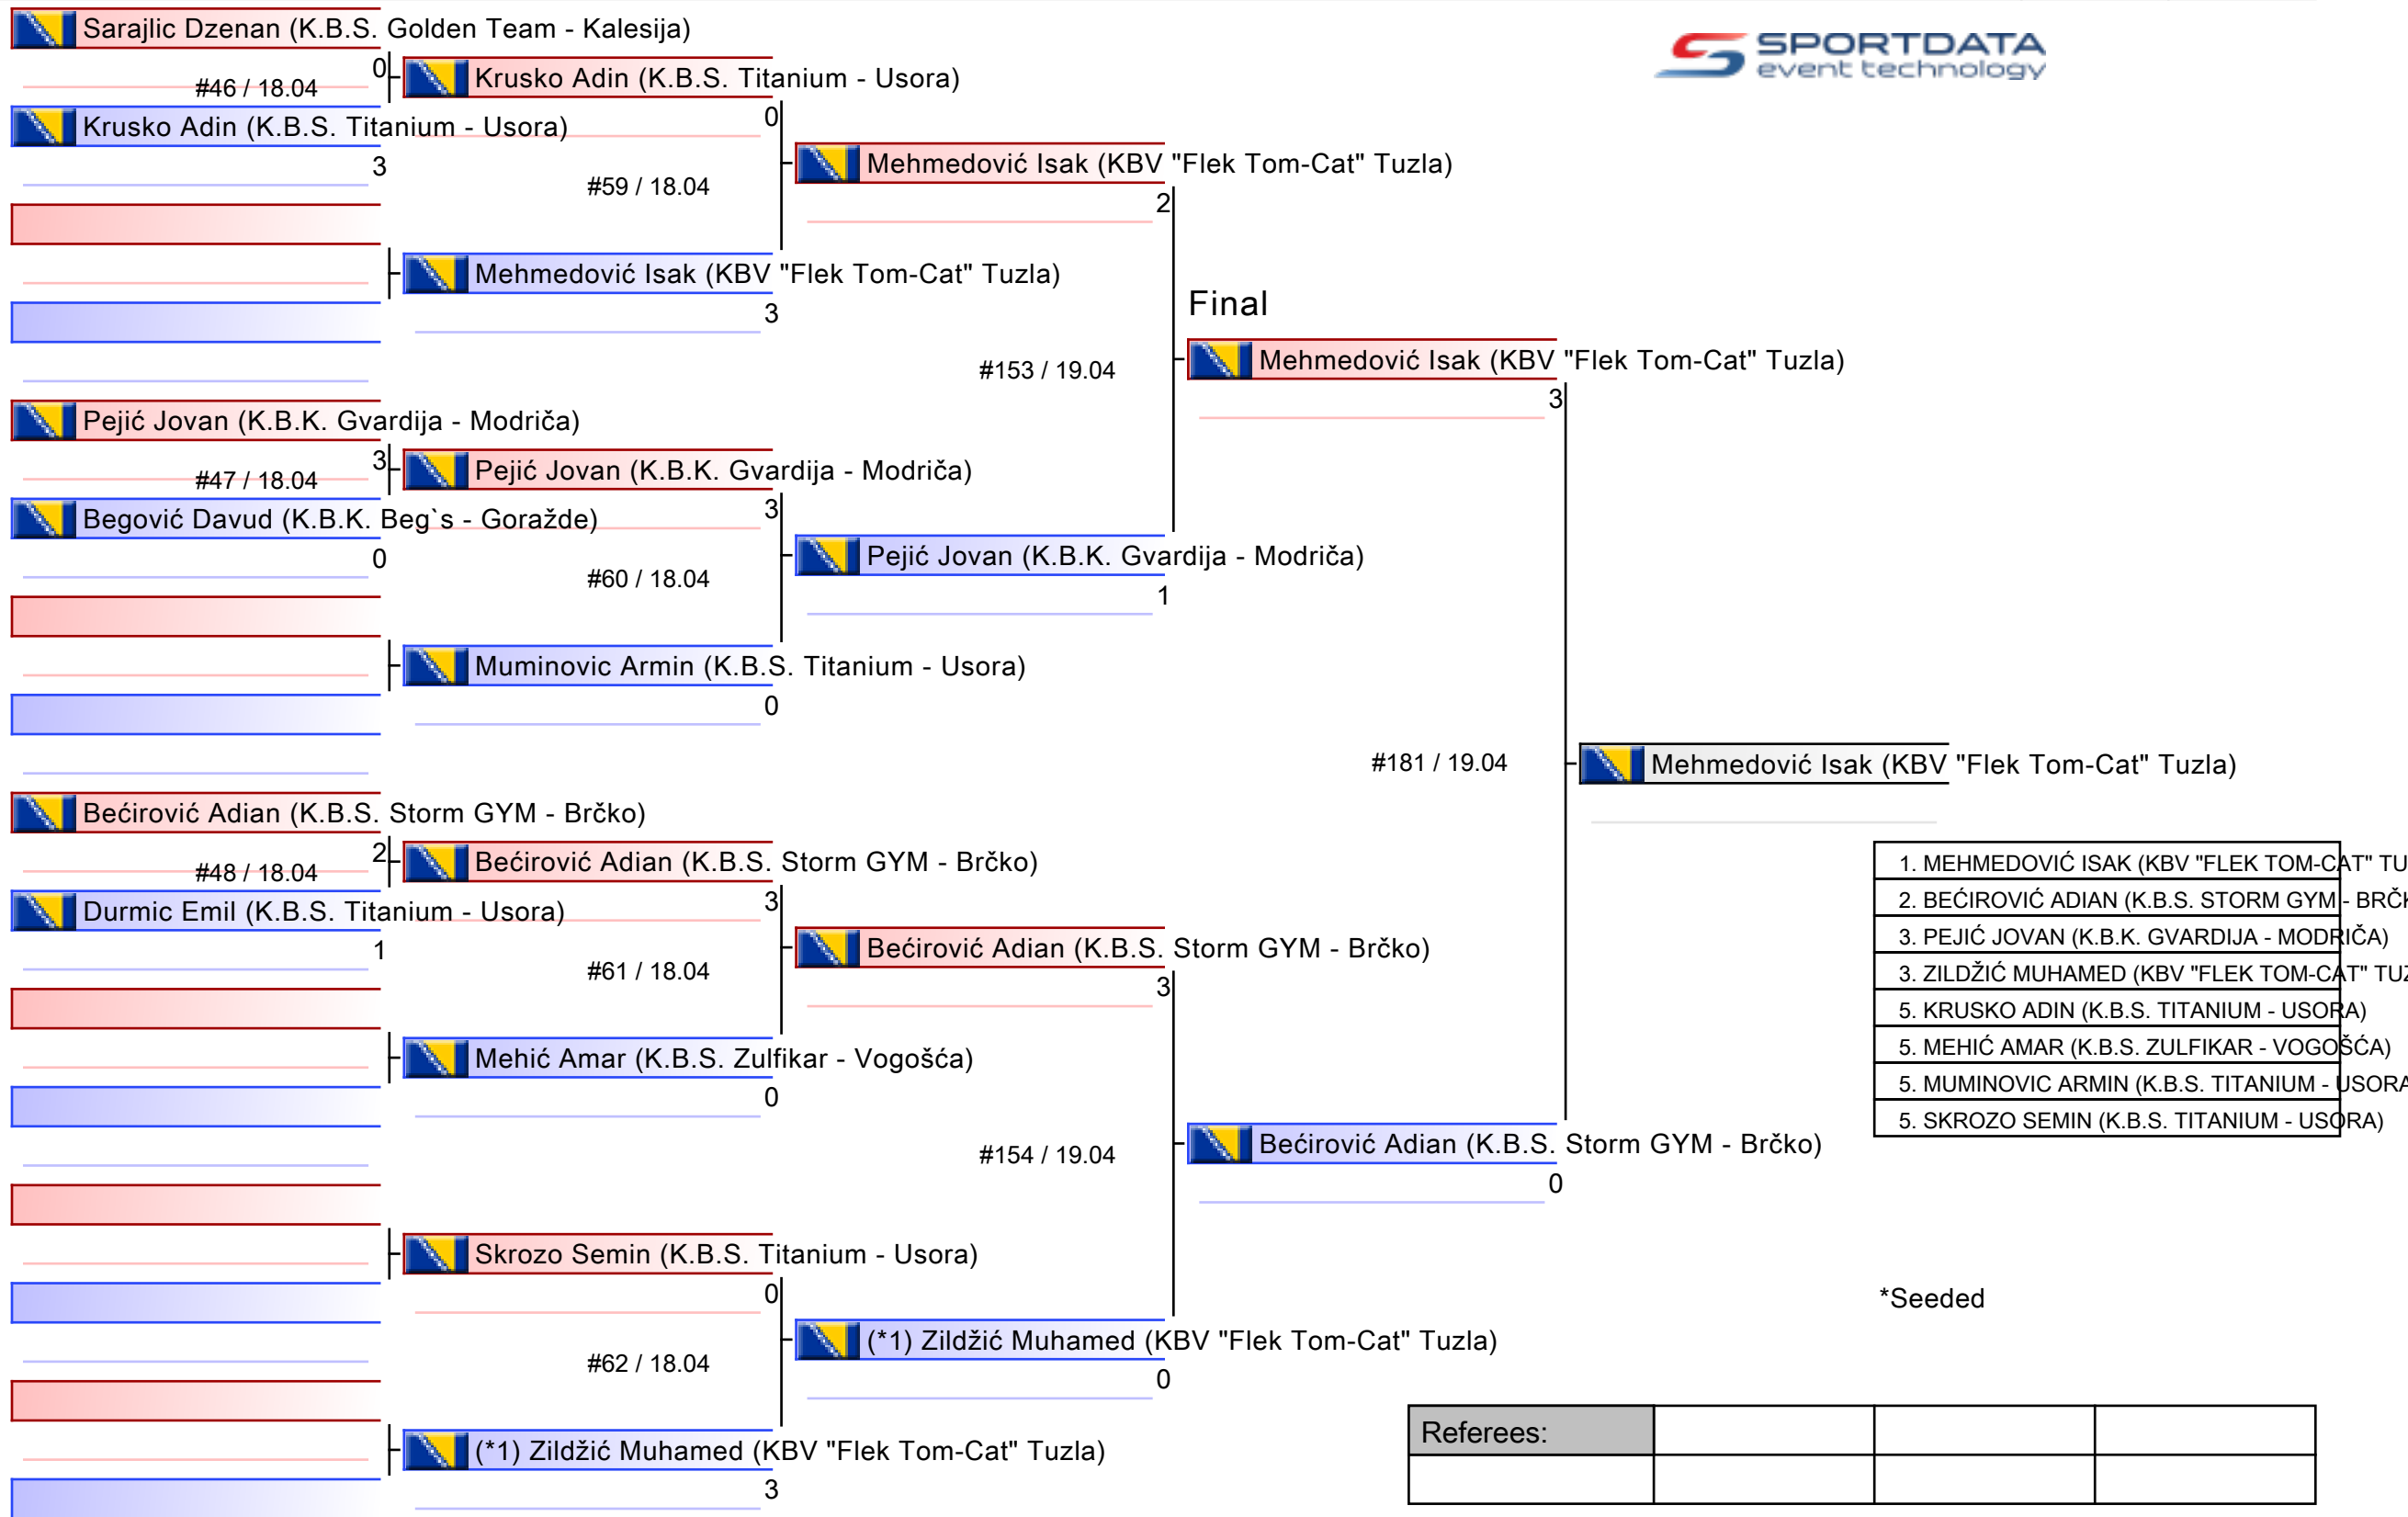 SPORTDATA
event technology
Sarajlic Dzenan (K.B.S. Golden Team - Kalesija)
0
#46 / 18.04
Krusko Adin (K.B.S. Titanium - Usora)
3
Pejić Jovan (K.B.K. Gvardija - Modriča)
3
#47 / 18.04
Begović Davud (K.B.K. Beg`s - Goražde)
0
Bećirović Adian (K.B.S. Storm GYM - Brčko)
2
#48 / 18.04
Durmic Emil (K.B.S. Titanium - Usora)
1
Krusko Adin (K.B.S. Titanium - Usora)
0
#59 / 18.04
Mehmedović Isak (KBV "Flek Tom-Cat" Tuzla)
3
Pejić Jovan (K.B.K. Gvardija - Modriča)
3
#60 / 18.04
Muminovic Armin (K.B.S. Titanium - Usora)
0
Bećirović Adian (K.B.S. Storm GYM - Brčko)
3
#61 / 18.04
Mehić Amar (K.B.S. Zulfikar - Vogošća)
0
Skrozo Semin (K.B.S. Titanium - Usora)
0
#62 / 18.04
(*1) Zildžić Muhamed (KBV "Flek Tom-Cat" Tuzla)
3
Mehmedović Isak (KBV "Flek Tom-Cat" Tuzla)
2
#153 / 19.04
Pejić Jovan (K.B.K. Gvardija - Modriča)
1
Bećirović Adian (K.B.S. Storm GYM - Brčko)
3
#154 / 19.04
(*1) Zildžić Muhamed (KBV "Flek Tom-Cat" Tuzla)
0
Final
Mehmedović Isak (KBV "Flek Tom-Cat" Tuzla)
3
#181 / 19.04
Bećirović Adian (K.B.S. Storm GYM - Brčko)
0
Mehmedović Isak (KBV "Flek Tom-Cat" Tuzla)
1. MEHMEDOVIĆ ISAK (KBV "FLEK TOM-CAT" TU
2. BEĆIROVIĆ ADIAN (K.B.S. STORM GYM - BRČK
3. PEJIĆ JOVAN (K.B.K. GVARDIJA - MODRIČA)
3. ZILDŽIĆ MUHAMED (KBV "FLEK TOM-CAT" TUZ
5. KRUSKO ADIN (K.B.S. TITANIUM - USORA)
5. MEHIĆ AMAR (K.B.S. ZULFIKAR - VOGOŠĆA)
5. MUMINOVIC ARMIN (K.B.S. TITANIUM - USORA
5. SKROZO SEMIN (K.B.S. TITANIUM - USORA)
*Seeded
Referees: